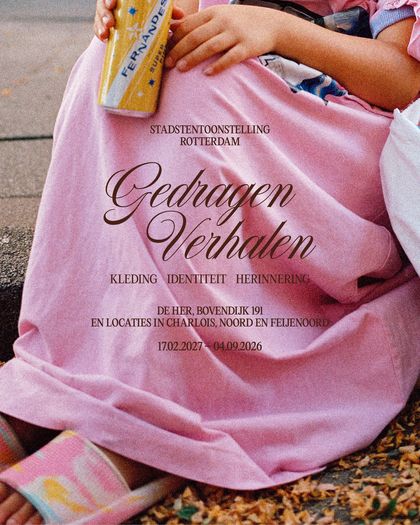 FERNANDES
SUPER
STADSTENTOONSTELLING
ROTTERDAM
Gedragen
Verhalen
KLEDING IDENTITEIT HERINNERING
DE HER, BOVENDIJK 191
EN LOCATIES IN CHARLOIS, NOORD EN FEIJENOORD
17.02.2027 – 04.09.2026